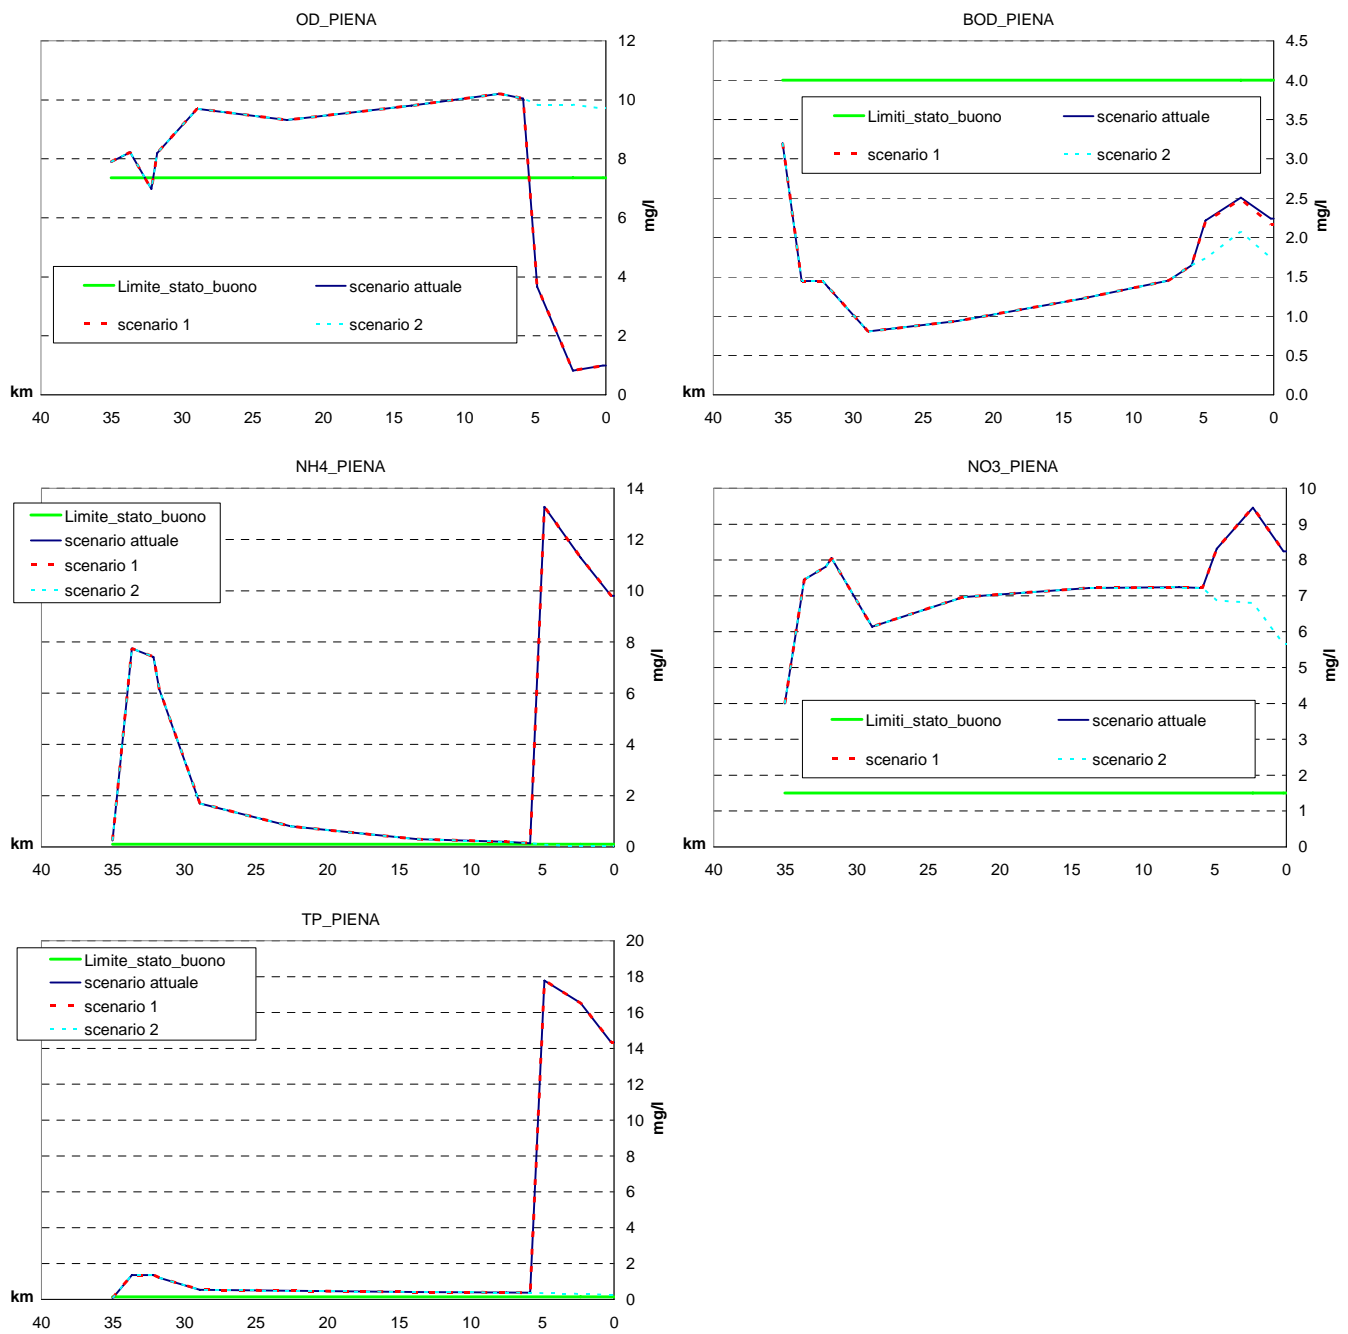 OD_PIENA
12
10
8
6
4
2
0
mg/l
Limite_stato_buono scenario attuale
scenario 1 scenario 2
km
40 35 30 25 20 15 10 5 0
BOD_PIENA
4.5
4.0
3.5
3.0
2.5
2.0
1.5
1.0
0.5
0.0
mg/l
Limiti_stato_buono scenario attuale
scenario 1 scenario 2
km
40 35 30 25 20 15 10 5 0
NH4_PIENA
14
12
10
8
6
4
2
0
mg/l
Limite_stato_buono
scenario attuale
scenario 1
scenario 2
km
40 35 30 25 20 15 10 5 0
NO3_PIENA
10
9
8
7
6
5
4
3
2
1
0
mg/l
Limiti_stato_buono scenario attuale
scenario 1 scenario 2
km
40 35 30 25 20 15 10 5 0
TP_PIENA
20
18
16
14
12
10
8
6
4
2
0
mg/l
Limite_stato_buono
scenario attuale
scenario 1
scenario 2
km
40 35 30 25 20 15 10 5 0